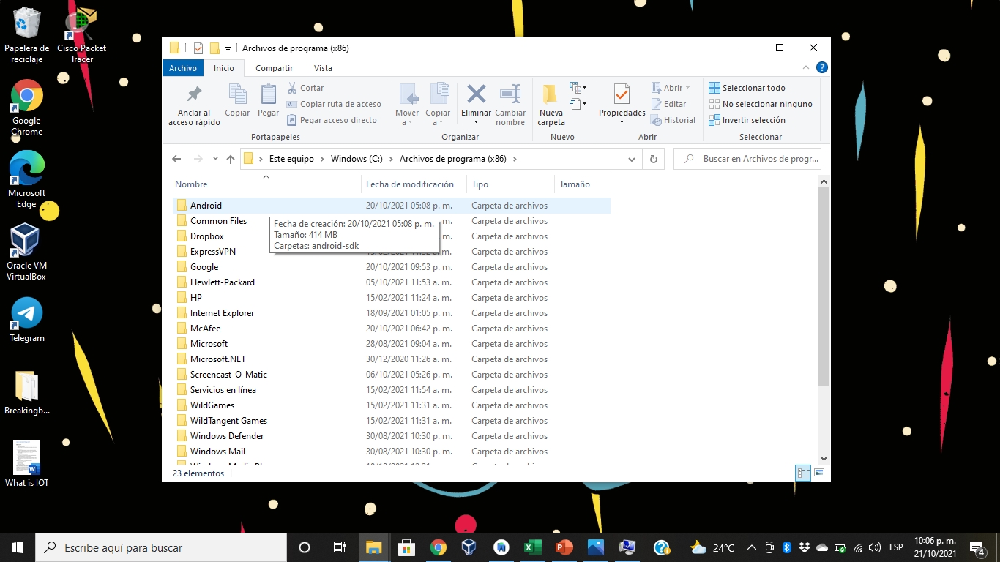 Papelera de
reciclaje
Cisco Packet
Tracer
Google
Chrome
Microsoft
Edge
Oracle VM
VirtualBox
Telegram
Breakingb...
What is IOT
Archivos de programa (x86)
Archivo
Inicio
Compartir
Vista
?
Anclar al
acceso rápido
Copiar
Pegar
Cortar
Copiar ruta de acceso
Pegar acceso directo
Portapapeles
Mover
a
Copiar
a
Eliminar
Cambiar
nombre
Organizar
Nueva
carpeta
Nuevo
Propiedades
Abrir
Editar
Historial
Abrir
Seleccionar todo
No seleccionar ninguno
Invertir selección
Seleccionar
Este equipo > Windows (C:) > Archivos de programa (x86) >
Buscar en Archivos de progr...
Nombre Fecha de modificación Tipo Tamaño
Android 20/10/2021 05:08 p. m. Carpeta de archivos
Common Files m. Carpeta de archivos
Dropbox m. Carpeta de archivos
ExpressVPN Carpeta de archivos
Fecha de creación: 20/10/2021 05:08 p. m.
Tamaño: 414 MB
Carpetas: android-sdk
Google 20/10/2021 09:53 p. m. Carpeta de archivos
Hewlett-Packard 05/10/2021 11:53 a. m. Carpeta de archivos
HP 15/02/2021 11:24 a. m. Carpeta de archivos
Internet Explorer 18/09/2021 01:05 p. m. Carpeta de archivos
McAfee 20/10/2021 06:42 p. m. Carpeta de archivos
Microsoft 28/08/2021 09:04 a. m. Carpeta de archivos
Microsoft.NET 30/12/2020 11:26 a. m. Carpeta de archivos
Screencast-O-Matic 06/10/2021 05:26 p. m. Carpeta de archivos
Servicios en línea 15/02/2021 11:54 a. m. Carpeta de archivos
WildGames 15/02/2021 11:31 a. m. Carpeta de archivos
WildTangent Games 15/02/2021 11:31 a. m. Carpeta de archivos
Windows Defender 30/08/2021 10:30 p. m. Carpeta de archivos
Windows Mail 30/08/2021 10:30 p. m. Carpeta de archivos
23 elementos
Escribe aquí para buscar
24°C
ESP
10:06 p. m.
21/10/2021
4